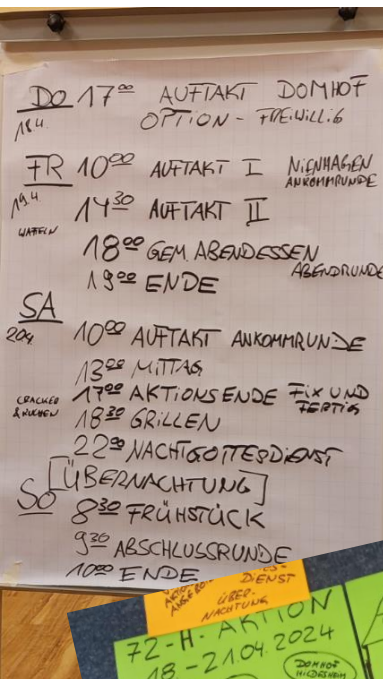 DO 17⁰⁰ AUFTAKT DOMHOF
18.4. OPTION - FREIWILLIG
FR 10⁰⁰ AUFTAKT I NIENHAGEN
ANKOMMRUNDE
19.4 14³⁰ AUFTAKT II
WAFFELN
18⁰⁰ GEM. ABENDESSEN
ABENDRUNDE
19⁰⁰ ENDE
SA
20.4. 10⁰⁰ AUFTAKT ANKOMMRUNDE
13⁰⁰ MITTAG
CRACKER
& KUCHEN
17⁰⁰ AKTIONSENDE FIX UND
FERTIG
18³⁰ GRILLEN
22⁰⁰ NACHTGOTTESDIENST
[ÜBERNACHTUNG]
SO 8³⁰ FRÜHSTÜCK
9³⁰ ABSCHLUSSRUNDE
10⁰⁰ ENDE
DIENST
ÜBER-
NACHTUNG
72-H-AKTION
18.-21.04.2024
DOMHOF
HILDESHEIM